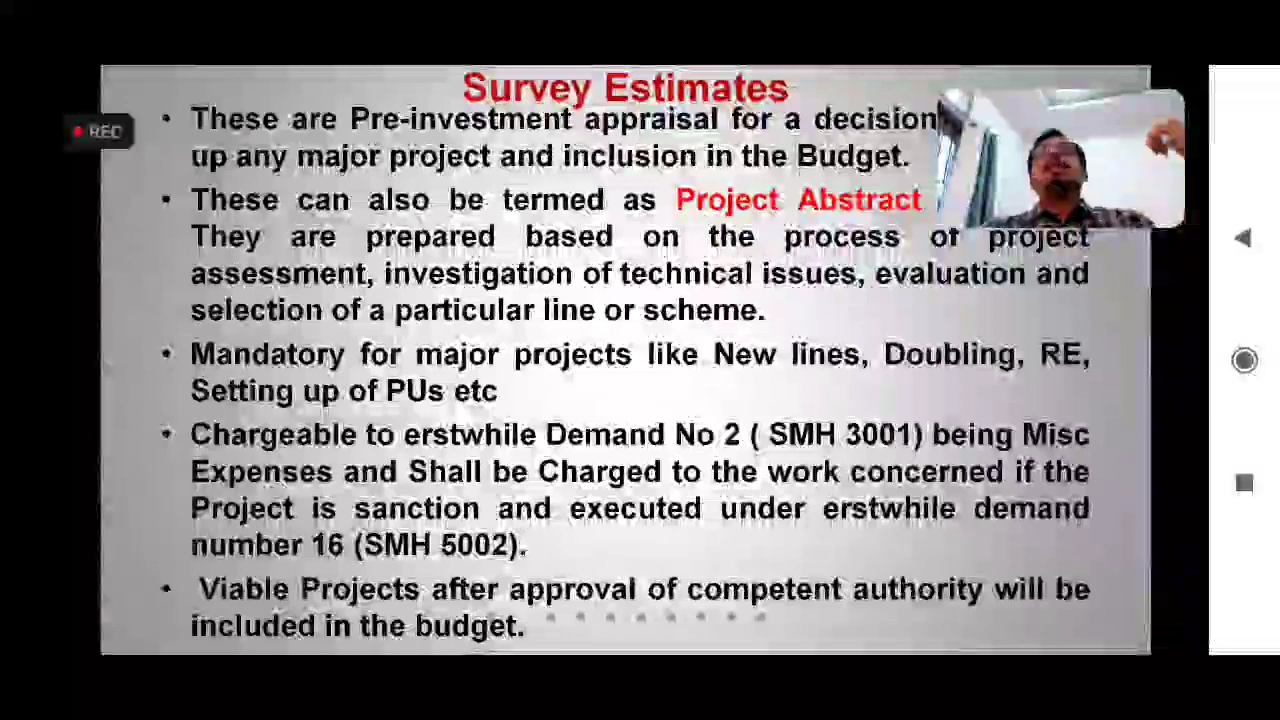 Survey Estimates
REC
• These are Pre-investment appraisal for a decision
up any major project and inclusion in the Budget.
• These can also be termed as Project Abstract
They are prepared based on the process of project
assessment, investigation of technical issues, evaluation and
selection of a particular line or scheme.
• Mandatory for major projects like New lines, Doubling, RE,
Setting up of PUs etc
• Chargeable to erstwhile Demand No 2 ( SMH 3001) being Misc
Expenses and Shall be Charged to the work concerned if the
Project is sanction and executed under erstwhile demand
number 16 (SMH 5002).
• Viable Projects after approval of competent authority will be
included in the budget.